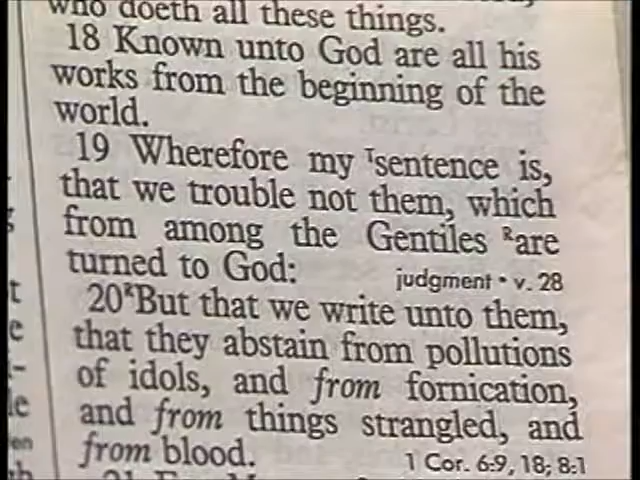 who doeth all these things.
18 Known unto God are all his
works from the beginning of the
world.
19 Wherefore my ᵀsentence is,
that we trouble not them, which
from among the Gentiles ᴿare
turned to God: judgment • v. 28
20ᴿBut that we write unto them,
that they abstain from pollutions
of idols, and from fornication,
and from things strangled, and
from blood. 1 Cor. 6:9, 18; 8:1